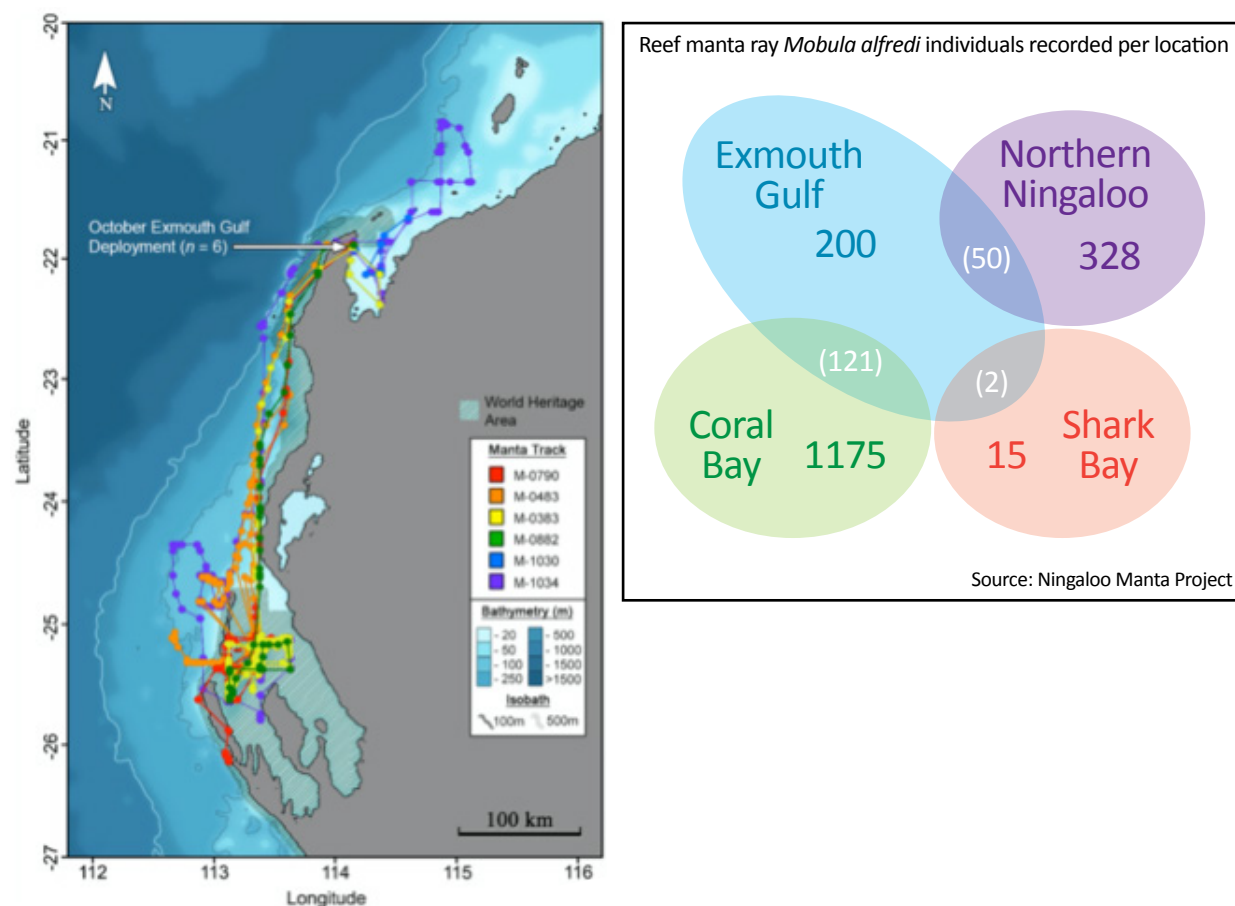 -20
-21
-22
-23
-24
-25
-26
-27
Latitude
N
October Exmouth Gulf
Deployment (n = 6)
World Heritage
Area
Manta Track
M-0790
M-0483
M-0383
M-0882
M-1030
M-1034
Bathymetry (m)
- 20 - 500
- 50 - 1000
- 100 - 1500
- 250 >1500
Isobath
100m 500m
100 km
112 113 114 115 116
Longitude
Reef manta ray Mobula alfredi individuals recorded per location
Exmouth
Gulf
200
Northern
Ningaloo
328
(50)
(121)
(2)
Coral
Bay 1175
15 Shark
Bay
Source: Ningaloo Manta Project